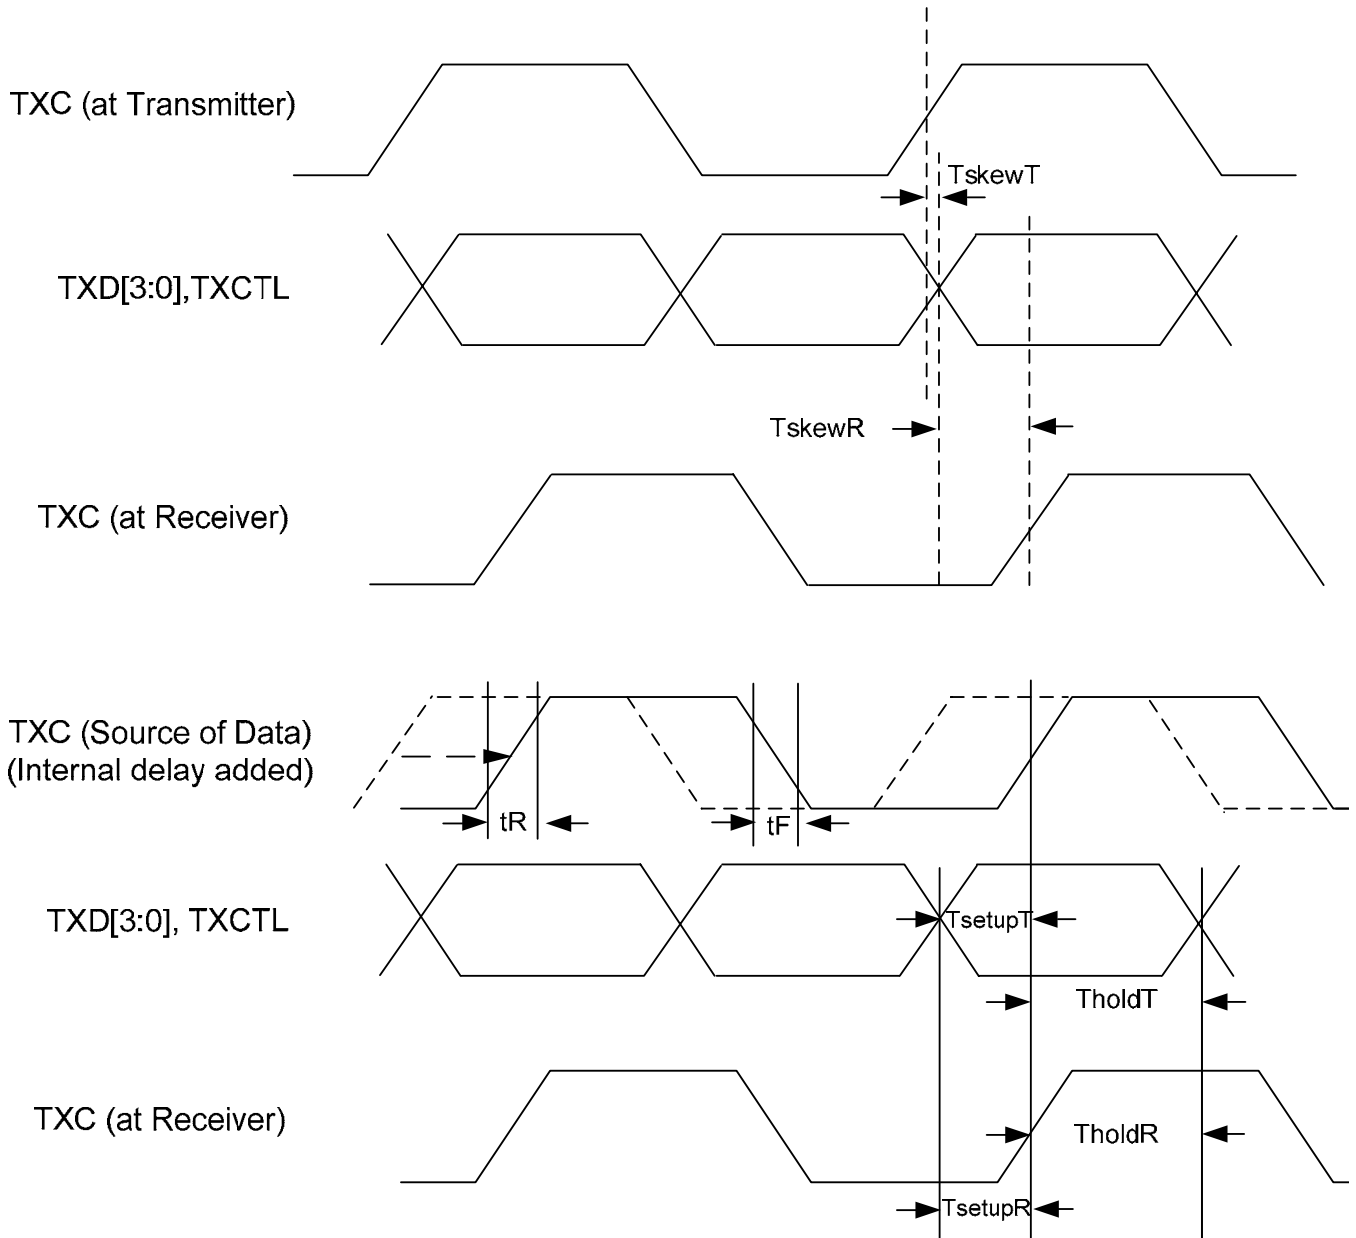 TXC (at Transmitter)
TskewT
TXD[3:0],TXCTL
TskewR
TXC (at Receiver)
TXC (Source of Data)
(Internal delay added)
tR
tF
TXD[3:0], TXCTL
TsetupT
TholdT
TXC (at Receiver)
TholdR
TsetupR